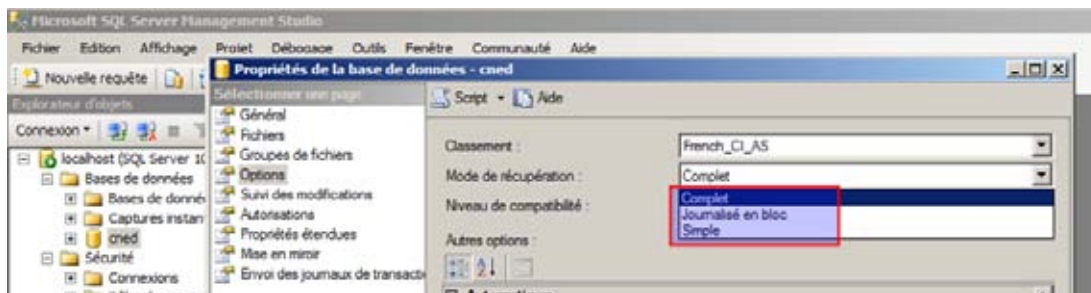 Microsoft SQL Server Management Studio
Fichier Edition Affichage Projet Débogage Outils Fenêtre Communauté Aide
Nouvelle requête
Propriétés de la base de données - cned
Explorateur d'objets
Sélectionner une page
Script Aide
Connexion
Général
Fichiers
Groupes de fichiers
Options
Suivi des modifications
Autorisations
Propriétés étendues
Mise en miroir
Envoi des journaux de transacti
localhost (SQL Server 10
Bases de données
Bases de donné
Captures instan
cned
Sécurité
Connexions
Classement : French_CI_AS
Mode de récupération : Complet
Niveau de compatibilité :
Complet
Journalisé en bloc
Simple
Autres options :